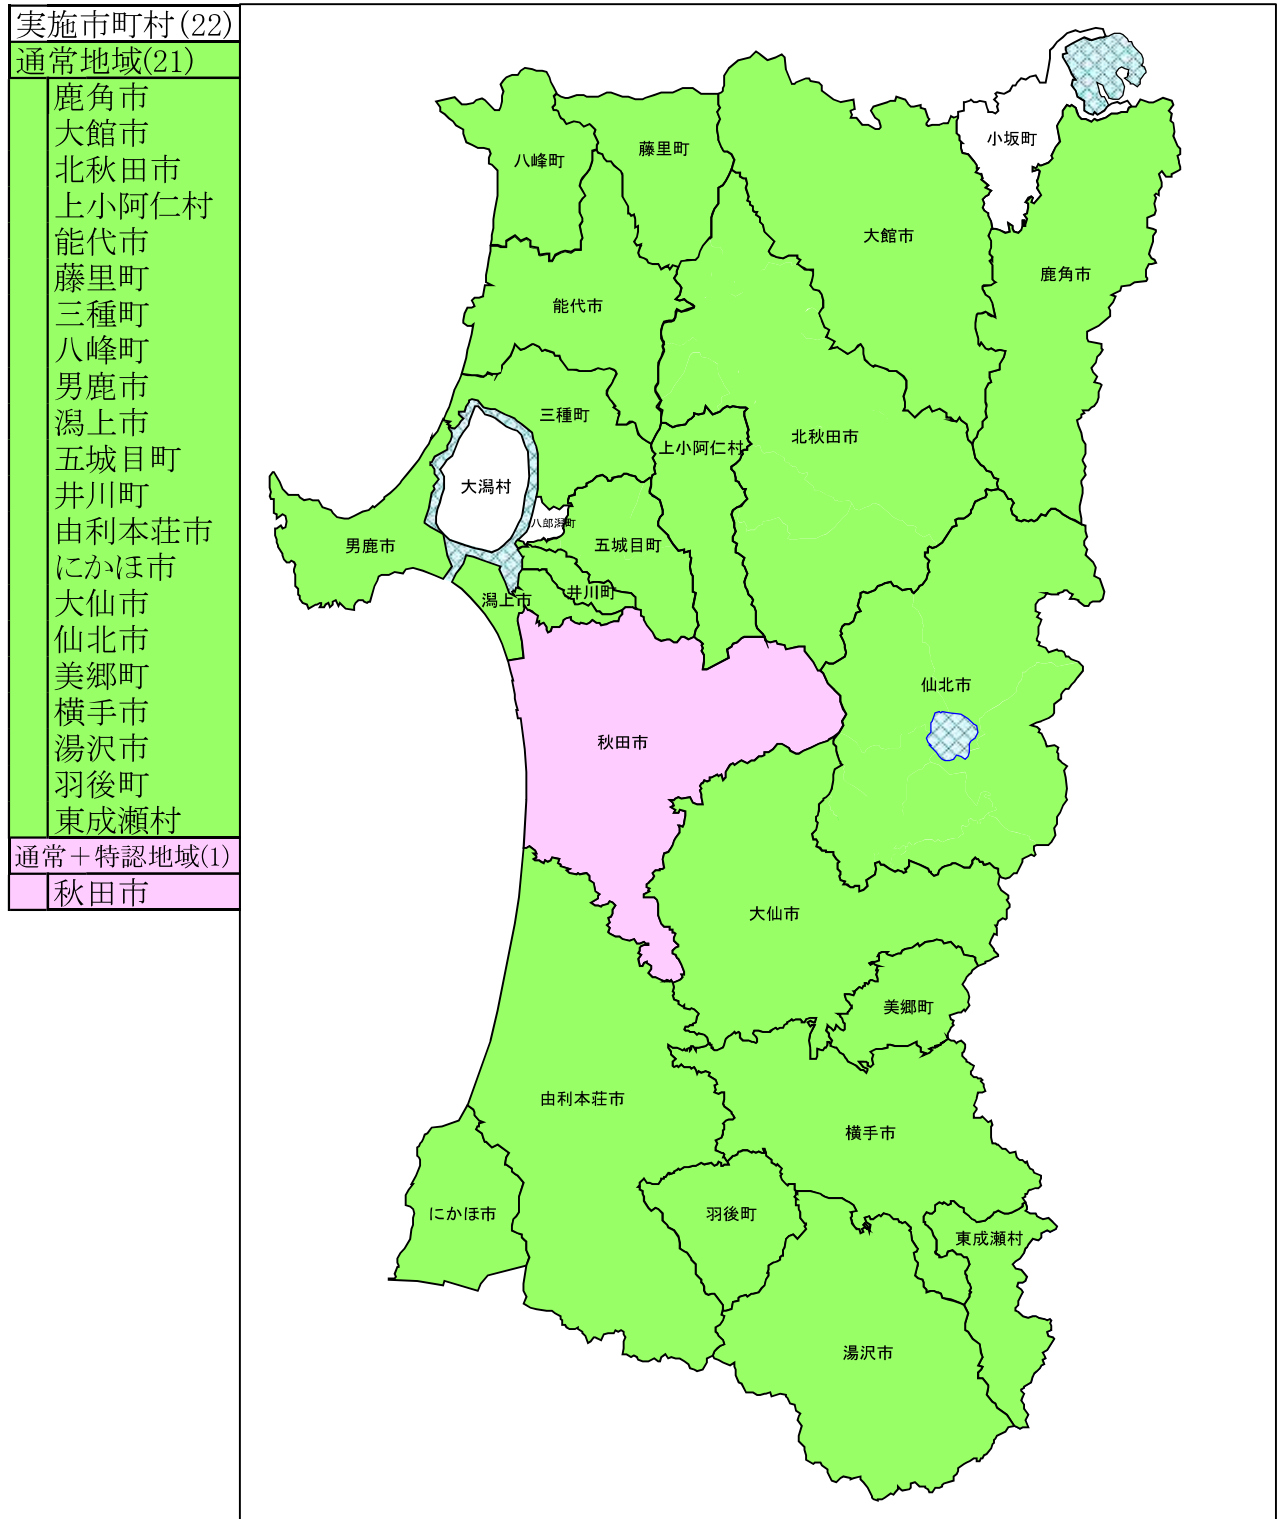 実施市町村(22)
通常地域(21)
鹿角市
大館市
北秋田市
上小阿仁村
能代市
藤里町
三種町
八峰町
男鹿市
潟上市
五城目町
井川町
由利本荘市
にかほ市
大仙市
仙北市
美郷町
横手市
湯沢市
羽後町
東成瀬村
通常＋特認地域(1)
秋田市
小坂町
藤里町
八峰町
大館市
鹿角市
能代市
三種町
北秋田市
上小阿仁村
大潟村
八郎潟町
男鹿市
五城目町
井川町
潟上市
仙北市
秋田市
大仙市
美郷町
由利本荘市
横手市
にかほ市
羽後町
東成瀬村
湯沢市